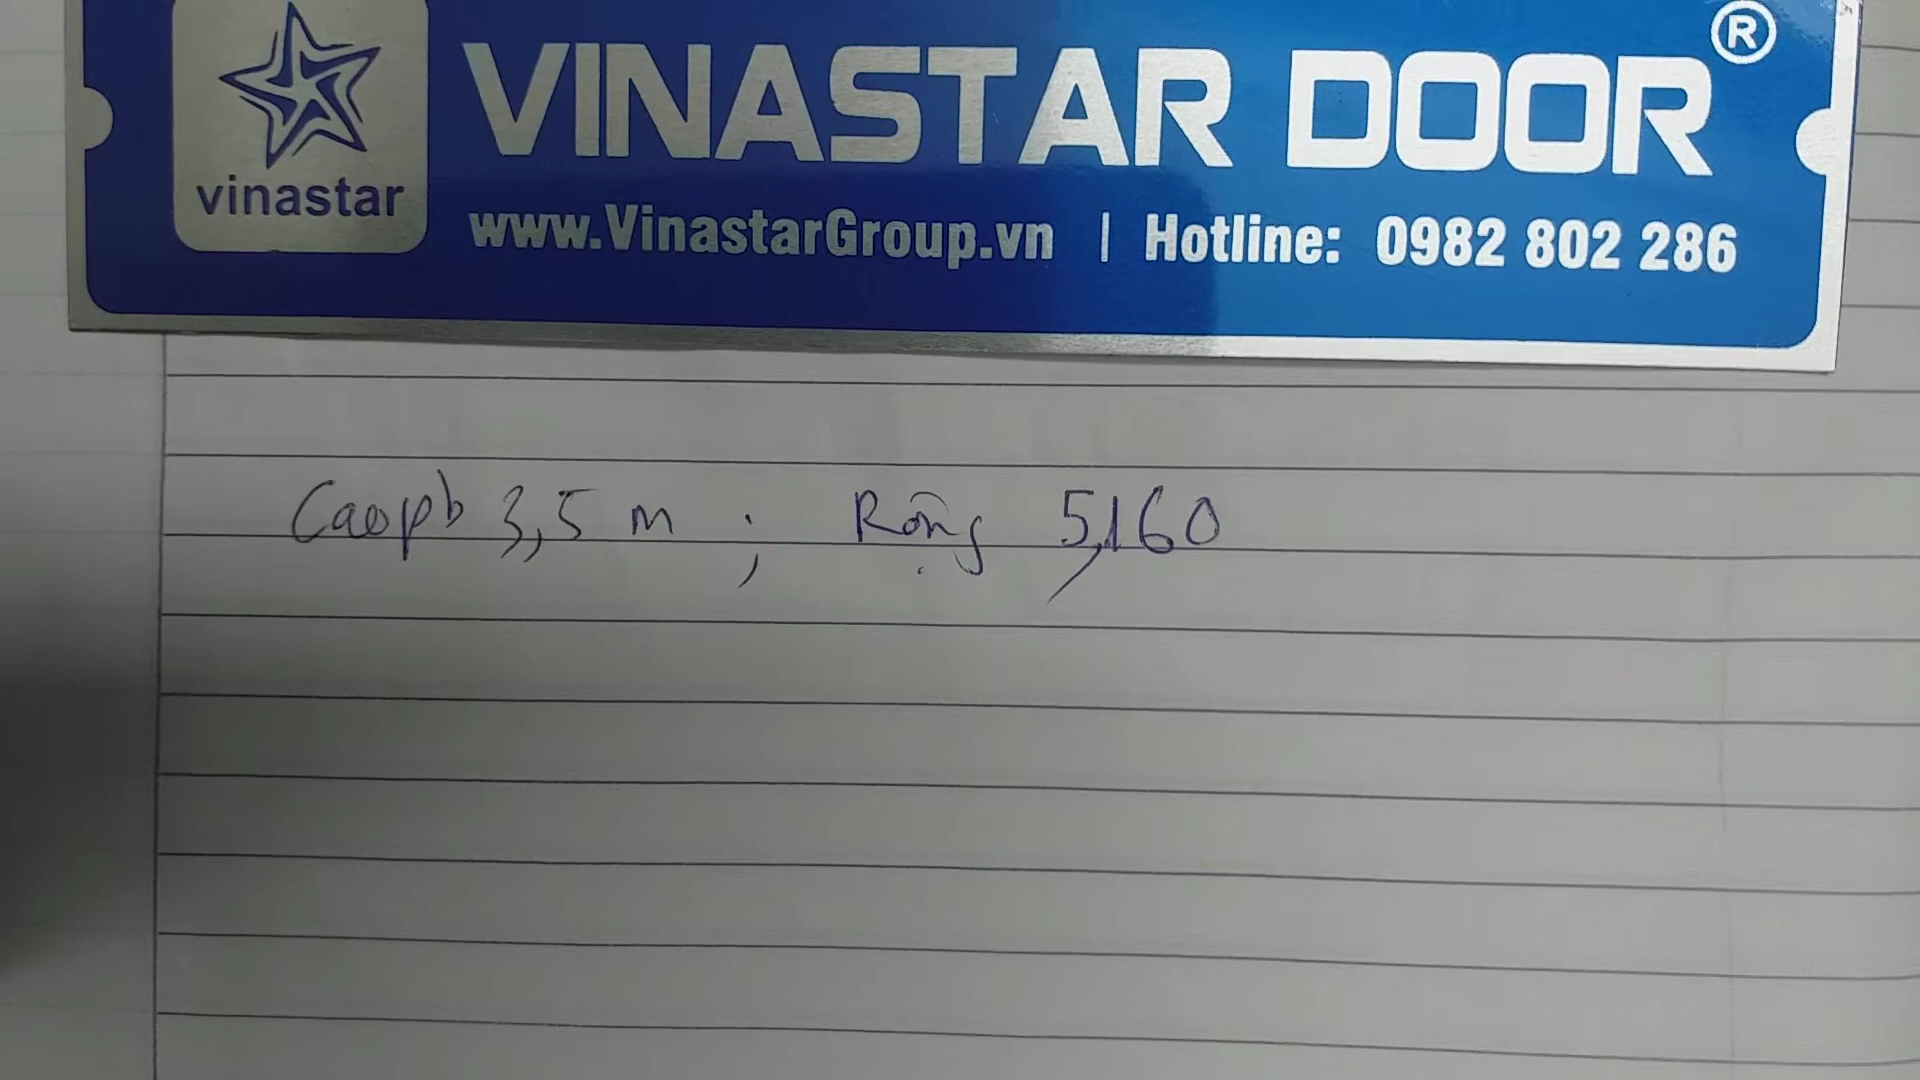 VINASTAR DOOR®
vinastar
www.VinastarGroup.vn | Hotline: 0982 802 286
Caopb 3,5 m ; Rộng 5,160